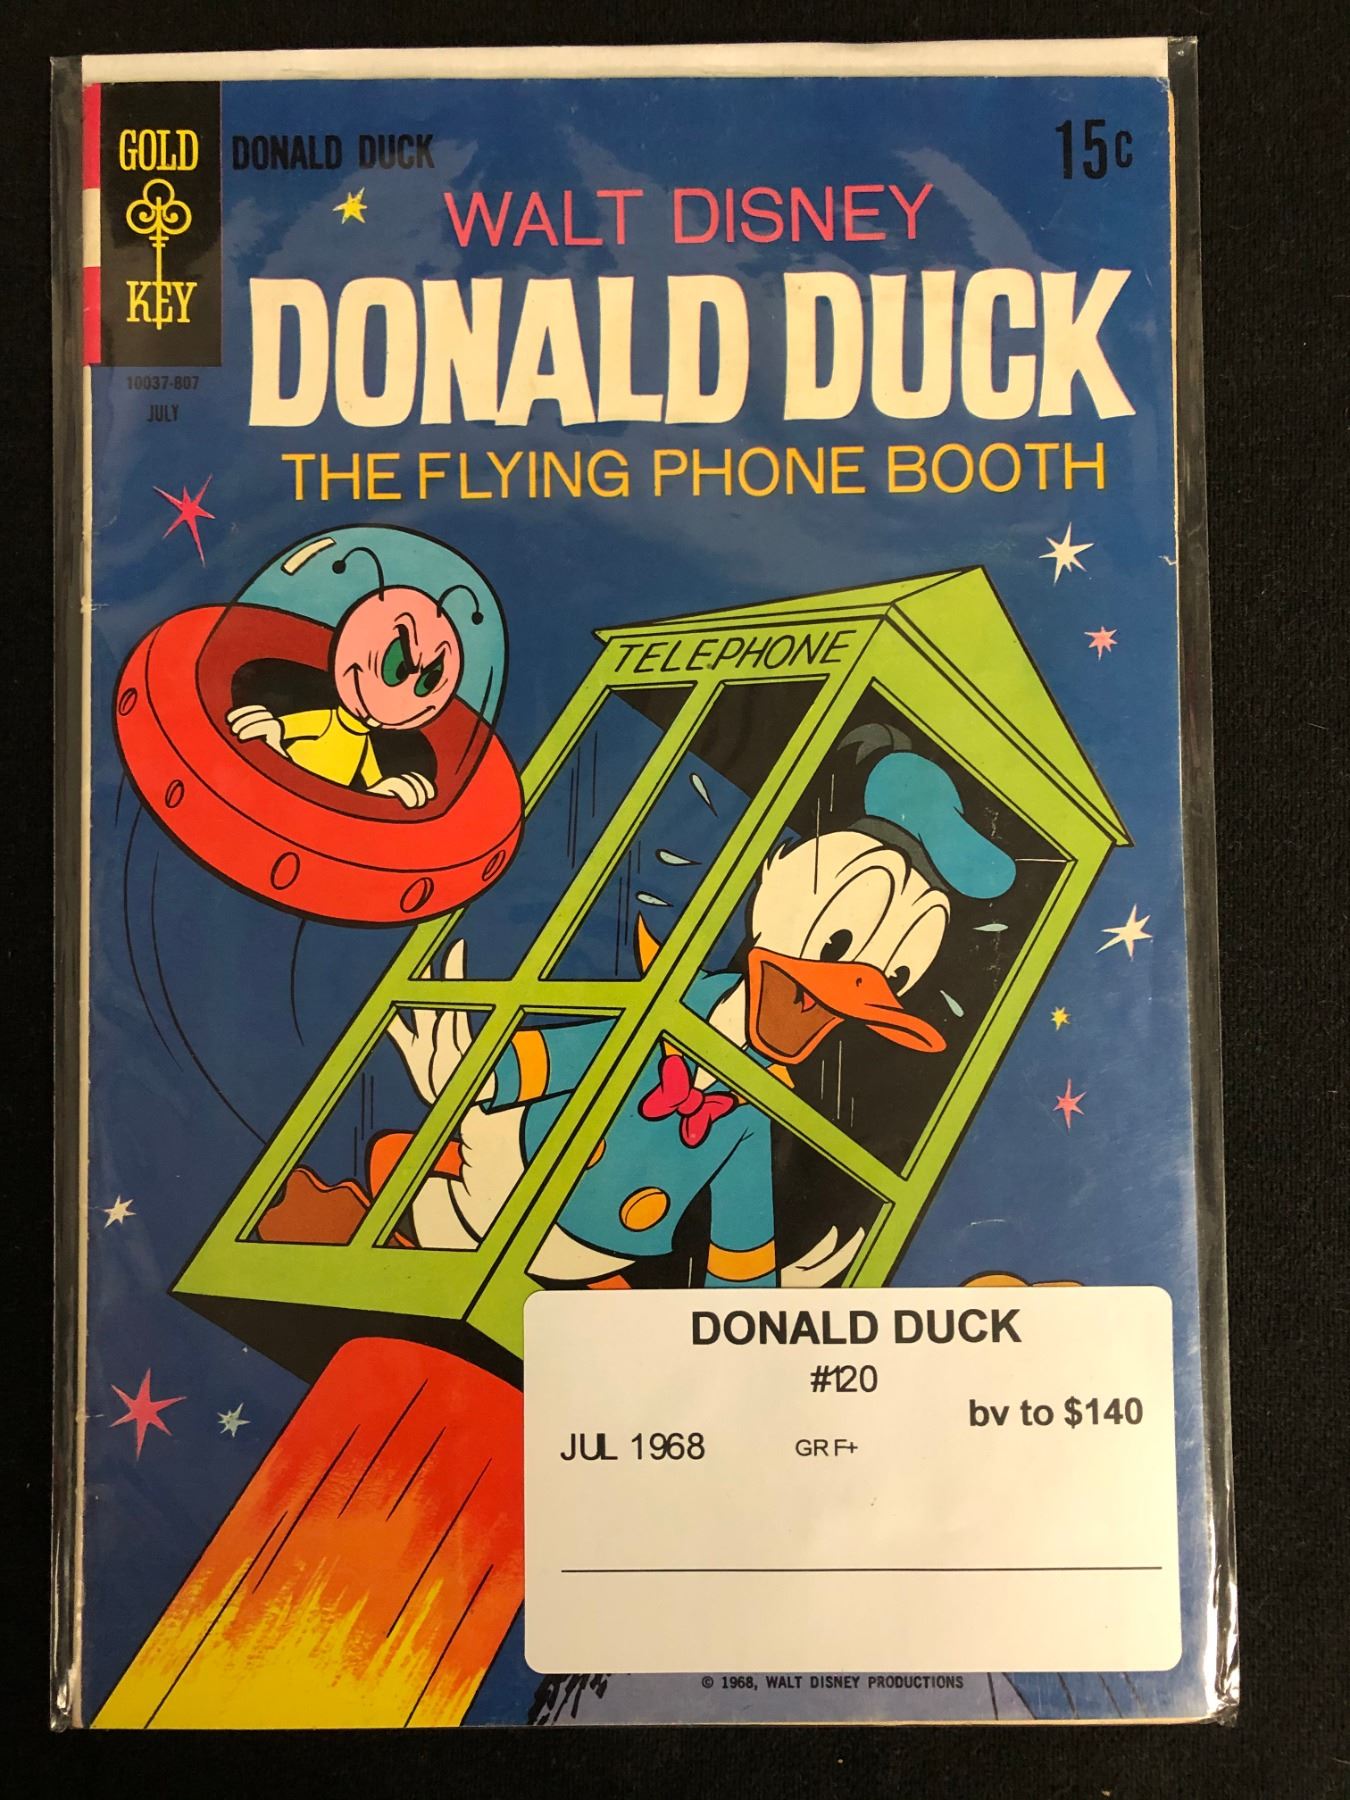 GOLD
KEY
DONALD DUCK
15¢
10037-807
JULY
WALT DISNEY
DONALD DUCK
THE FLYING PHONE BOOTH
TELEPHONE
DONALD DUCK
#120
bv to $140
JUL 1968
GR F+
© 1968, WALT DISNEY PRODUCTIONS